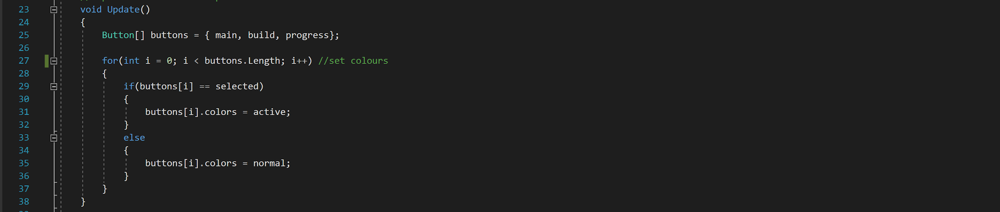 23 void Update()
24 {
25 Button[] buttons = { main, build, progress};
26
27 for(int i = 0; i < buttons.Length; i++) //set colours
28 {
29 if(buttons[i] == selected)
30 {
31 buttons[i].colors = active;
32 }
33 else
34 {
35 buttons[i].colors = normal;
36 }
37 }
38 }